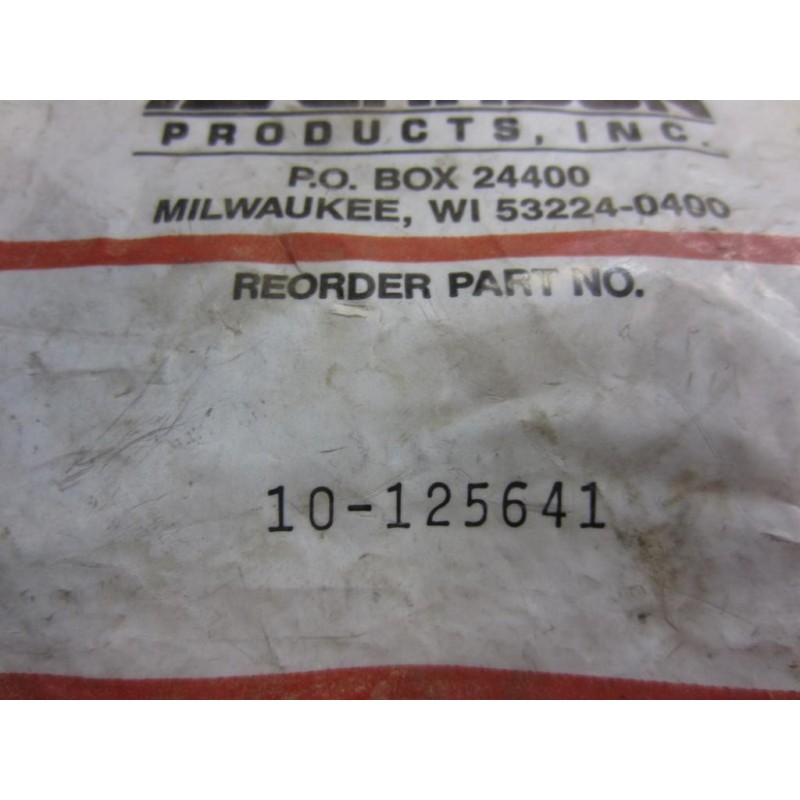 PRODUCTS, INC.
P.O. BOX 24400
MILWAUKEE, WI 53224-0400
REORDER PART NO.
10-125641